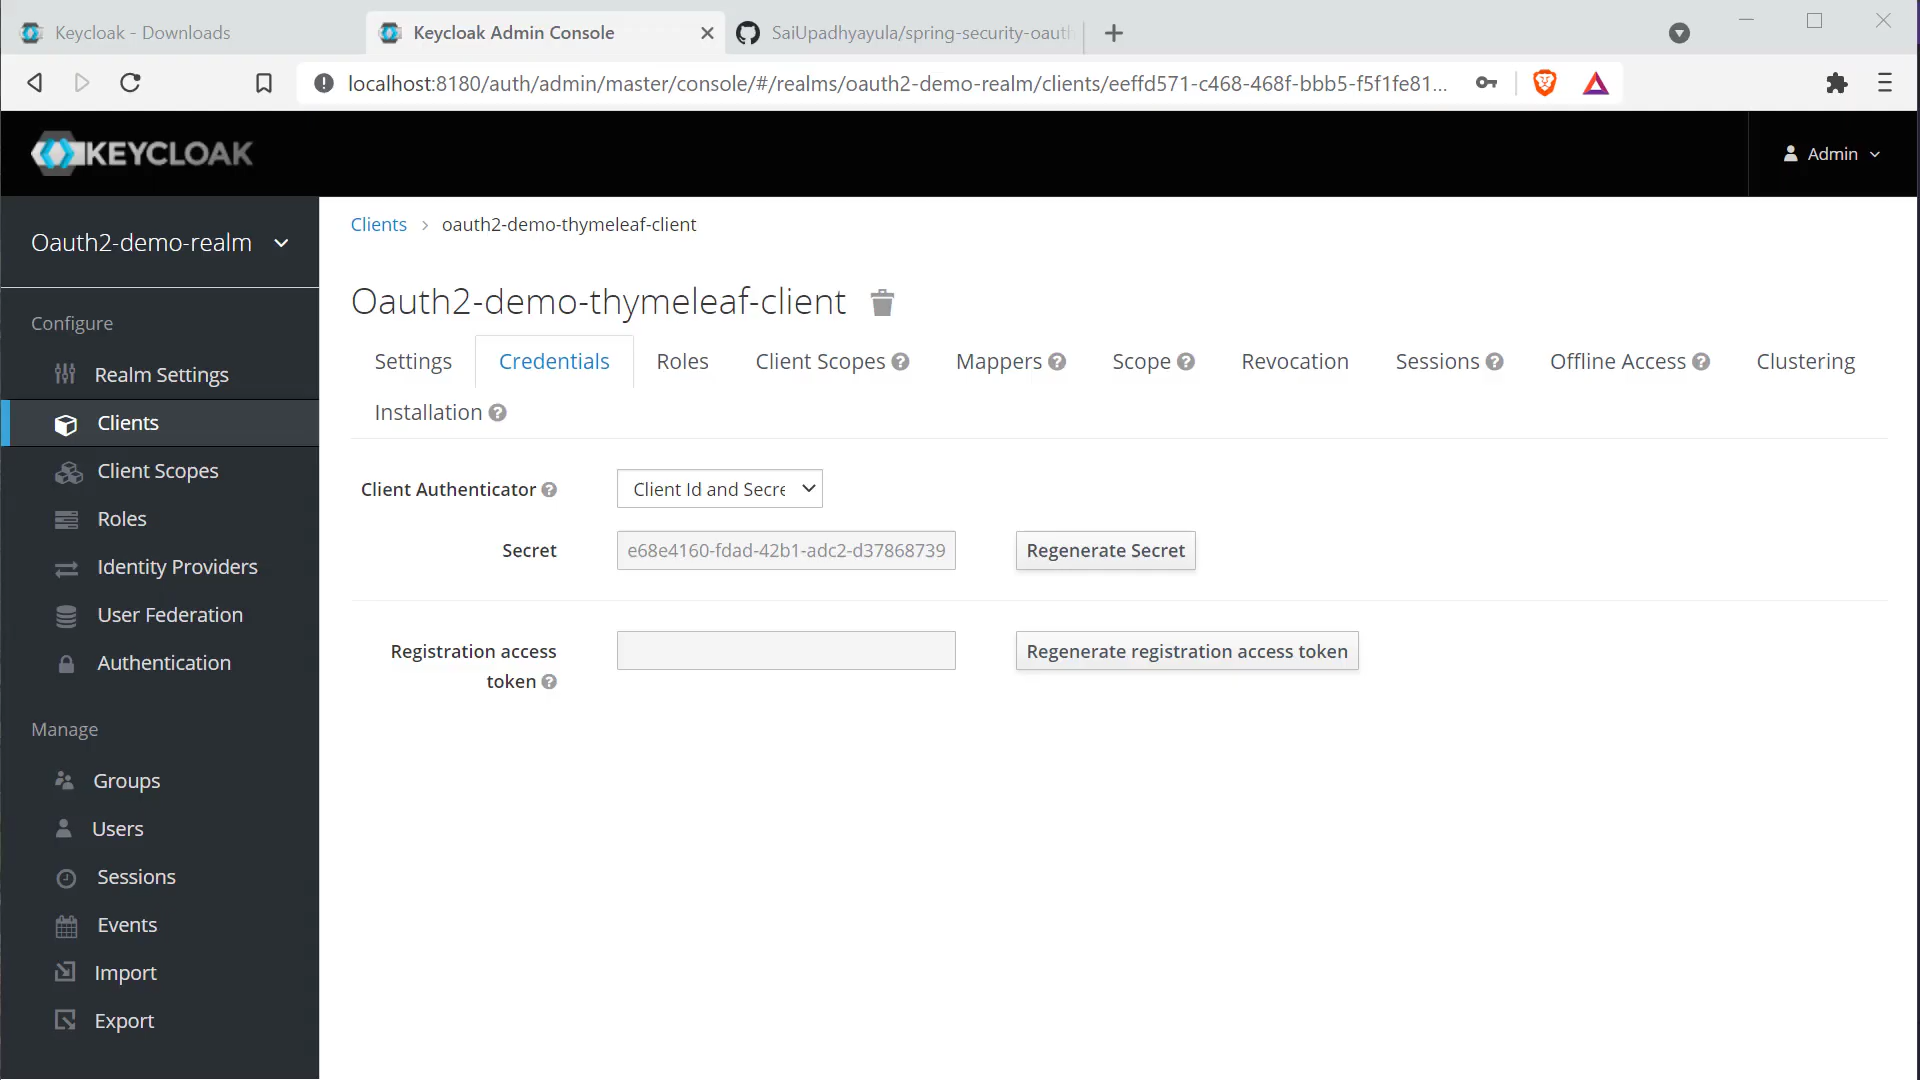 Keycloak - Downloads
Keycloak Admin Console
SaiUpadhyayula/spring-security-oauth
localhost:8180/auth/admin/master/console/#/realms/oauth2-demo-realm/clients/eeffd571-c468-468f-bbb5-f5f1fe81...
KEYCLOAK
Admin
Oauth2-demo-realm
Configure
Realm Settings
Clients
Client Scopes
Roles
Identity Providers
User Federation
Authentication
Manage
Groups
Users
Sessions
Events
Import
Export
Clients > oauth2-demo-thymeleaf-client
Oauth2-demo-thymeleaf-client
Settings Credentials Roles Client Scopes Mappers Scope Revocation Sessions Offline Access Clustering
Installation
Client Authenticator Client Id and Secre
Secret e68e4160-fdad-42b1-adc2-d37868739 Regenerate Secret
Registration access Regenerate registration access token
token